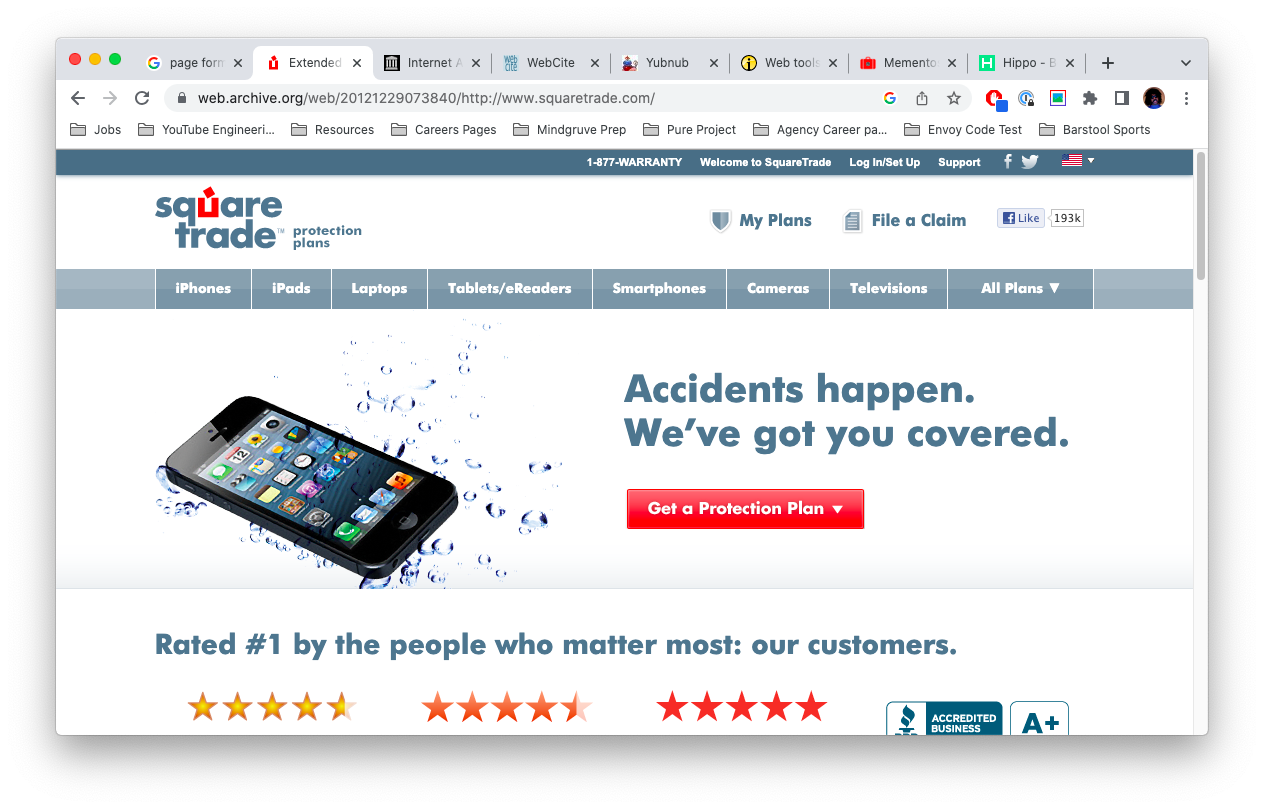 page form
Extended
Internet A
WebCite
Yubnub
Web tools
Memento
Hippo - B
web.archive.org/web/20121229073840/http://www.squaretrade.com/
Jobs
YouTube Engineeri...
Resources
Careers Pages
Mindgruve Prep
Pure Project
Agency Career pa...
Envoy Code Test
Barstool Sports
1-877-WARRANTY
Welcome to SquareTrade
Log In/Set Up
Support
square
trade™ protection
plans
My Plans
File a Claim
Like
193k
iPhones
iPads
Laptops
Tablets/eReaders
Smartphones
Cameras
Televisions
All Plans ▼
Accidents happen.
We've got you covered.
Get a Protection Plan ▼
Rated #1 by the people who matter most: our customers.
ACCREDITED
BUSINESS
A+